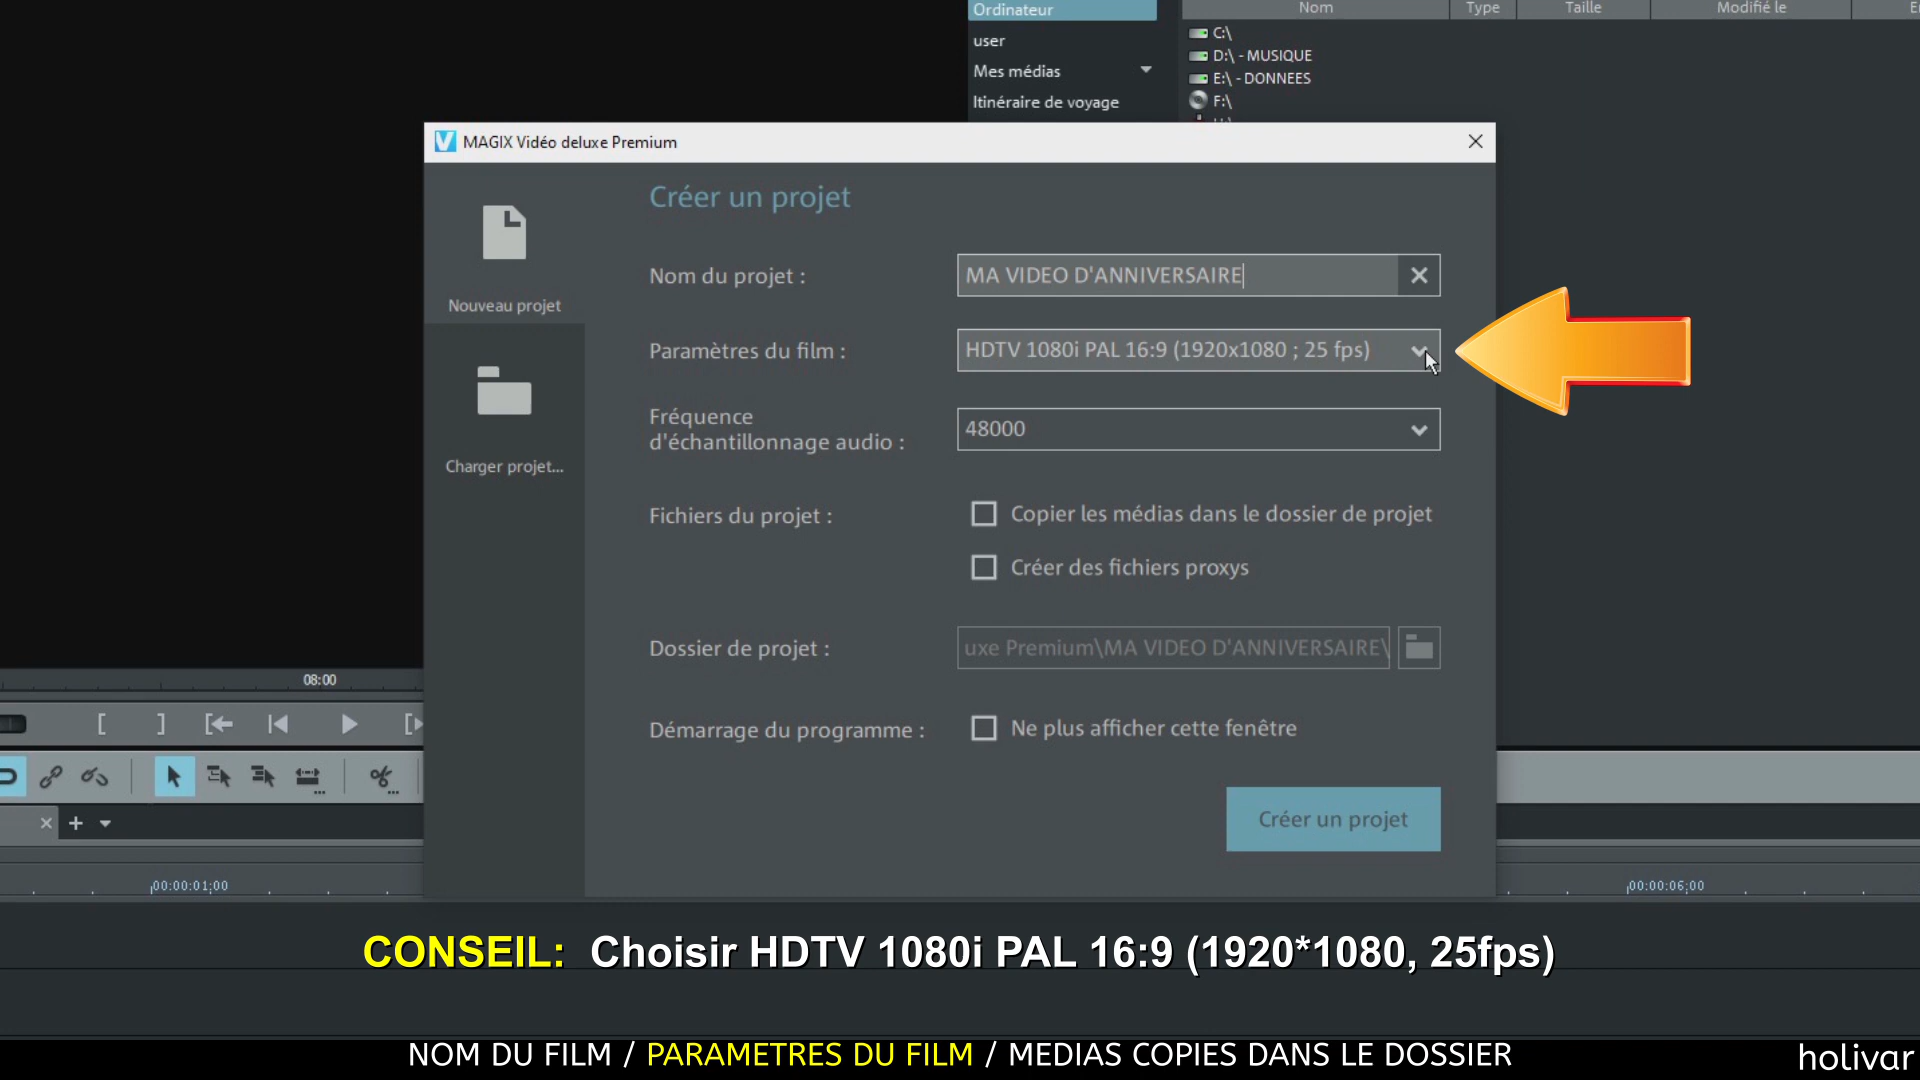 Ordinateur
user
Mes médias
Itinéraire de voyage
Nom Type Taille Modifié le
C:\
D:\ - MUSIQUE
E:\ - DONNEES
F:\
MAGIX Vidéo deluxe Premium
Nouveau projet
Charger projet...
Créer un projet
Nom du projet : MA VIDEO D'ANNIVERSAIRE
Paramètres du film : HDTV 1080i PAL 16:9 (1920x1080 ; 25 fps)
Fréquence
d'échantillonnage audio : 48000
Fichiers du projet : Copier les médias dans le dossier de projet
Créer des fichiers proxys
Dossier de projet : uxe Premium\MA VIDEO D'ANNIVERSAIRE\
Démarrage du programme : Ne plus afficher cette fenêtre
Créer un projet
08:00
00:00:01;00
00:00:06;00
CONSEIL: Choisir HDTV 1080i PAL 16:9 (1920*1080, 25fps)
NOM DU FILM / PARAMETRES DU FILM / MEDIAS COPIES DANS LE DOSSIER
holivar